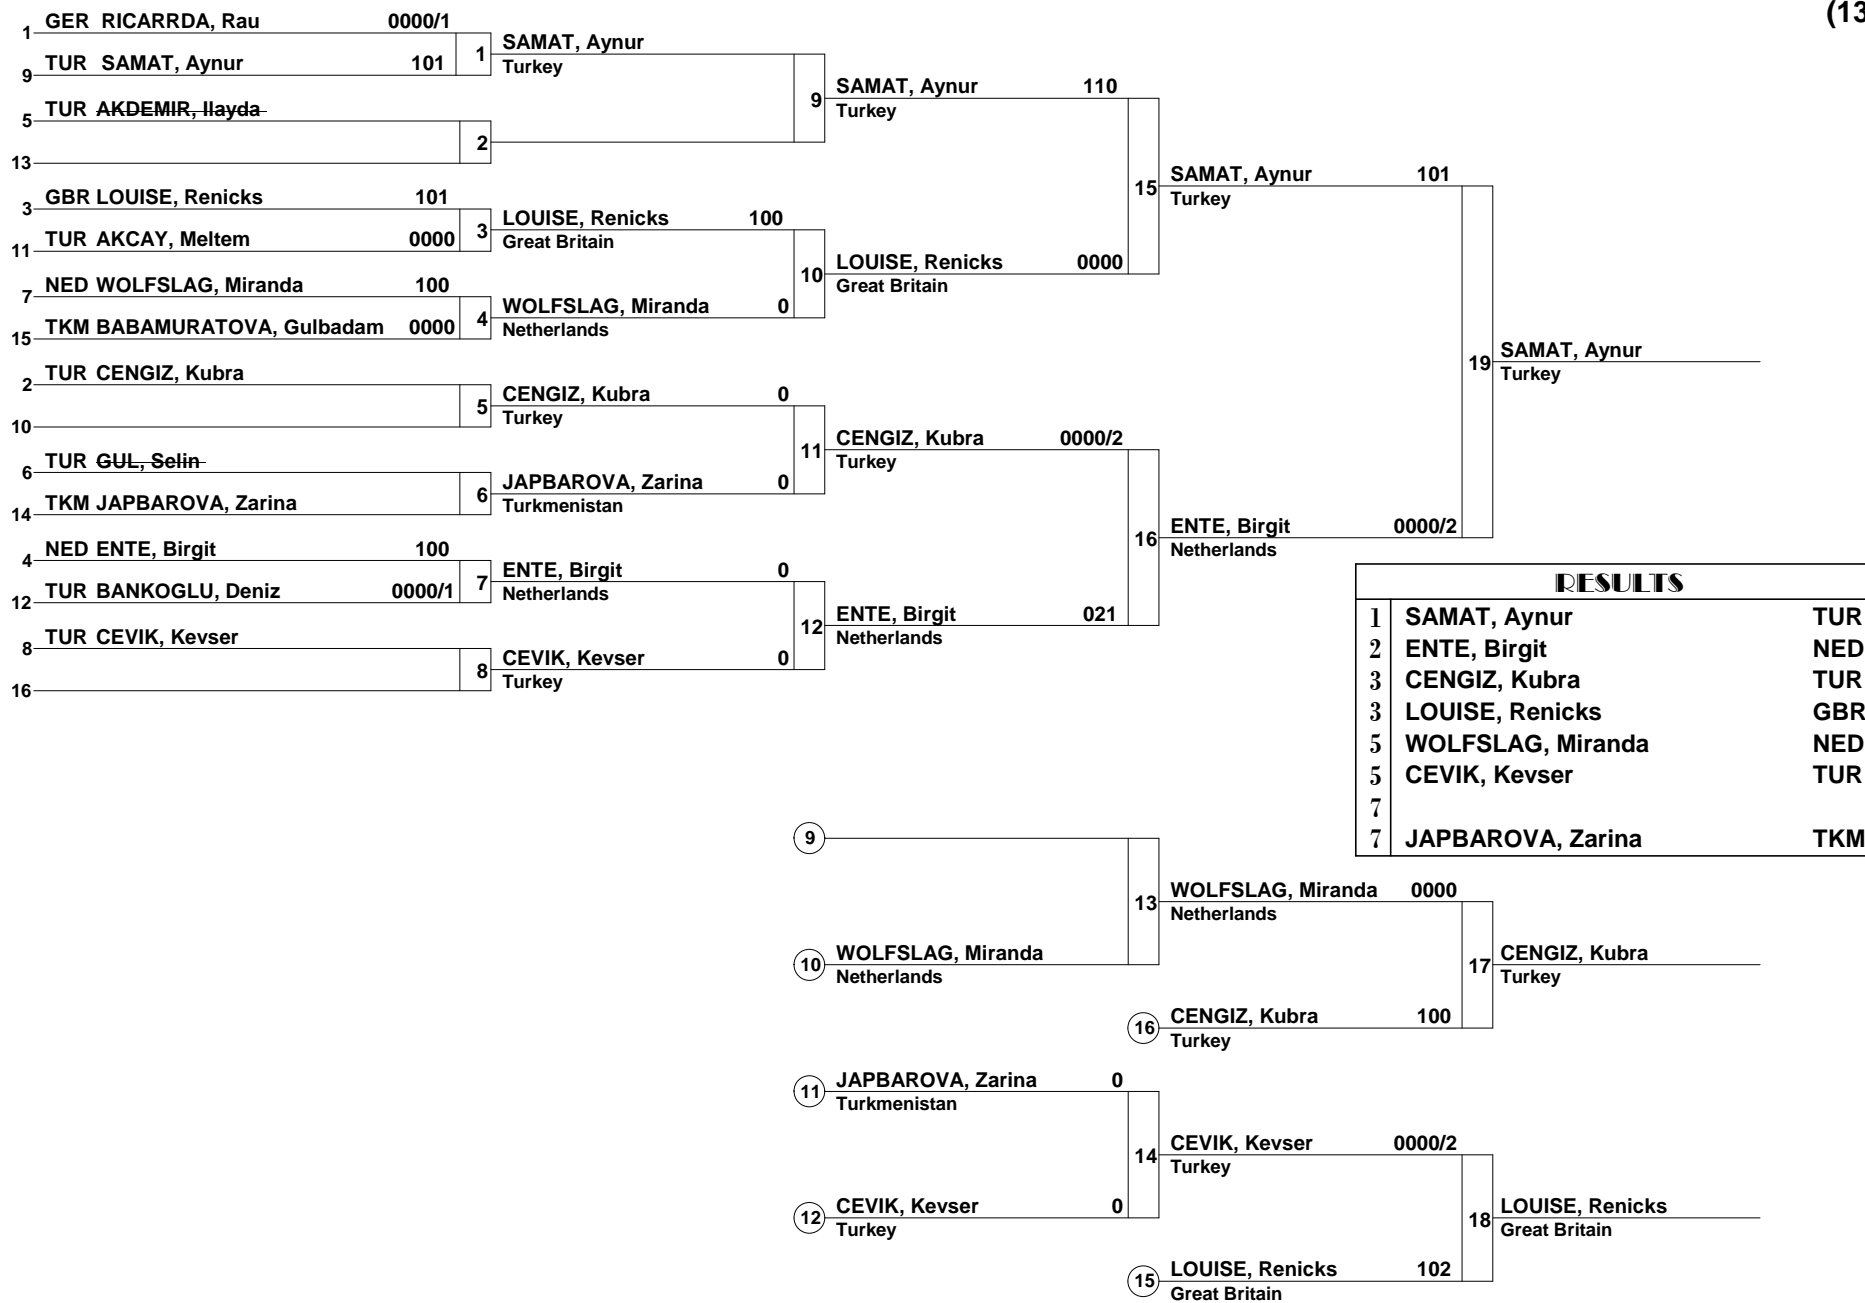 (13
1 GER RICARRDA, Rau 0000/1
9 TUR SAMAT, Aynur 101
1 SAMAT, Aynur
Turkey
5 TUR AKDEMIR, Ilayda
13
2
9 SAMAT, Aynur 110
Turkey
3 GBR LOUISE, Renicks 101
11 TUR AKCAY, Meltem 0000
3 LOUISE, Renicks 100
Great Britain
7 NED WOLFSLAG, Miranda 100
15 TKM BABAMURATOVA, Gulbadam 0000
4 WOLFSLAG, Miranda 0
Netherlands
10 LOUISE, Renicks 0000
Great Britain
15 SAMAT, Aynur 101
Turkey
2 TUR CENGIZ, Kubra
10
5 CENGIZ, Kubra 0
Turkey
6 TUR GUL, Selin
14 TKM JAPBAROVA, Zarina
6 JAPBAROVA, Zarina 0
Turkmenistan
11 CENGIZ, Kubra 0000/2
Turkey
4 NED ENTE, Birgit 100
12 TUR BANKOGLU, Deniz 0000/1
7 ENTE, Birgit 0
Netherlands
8 TUR CEVIK, Kevser
16
8 CEVIK, Kevser 0
Turkey
12 ENTE, Birgit 021
Netherlands
16 ENTE, Birgit 0000/2
Netherlands
19 SAMAT, Aynur
Turkey
RESULTS
1 SAMAT, Aynur TUR
2 ENTE, Birgit NED
3 CENGIZ, Kubra TUR
3 LOUISE, Renicks GBR
5 WOLFSLAG, Miranda NED
5 CEVIK, Kevser TUR
7
7 JAPBAROVA, Zarina TKM
9
10 WOLFSLAG, Miranda
Netherlands
13 WOLFSLAG, Miranda 0000
Netherlands
16 CENGIZ, Kubra 100
Turkey
17 CENGIZ, Kubra
Turkey
11 JAPBAROVA, Zarina 0
Turkmenistan
12 CEVIK, Kevser 0
Turkey
14 CEVIK, Kevser 0000/2
Turkey
15 LOUISE, Renicks 102
Great Britain
18 LOUISE, Renicks
Great Britain